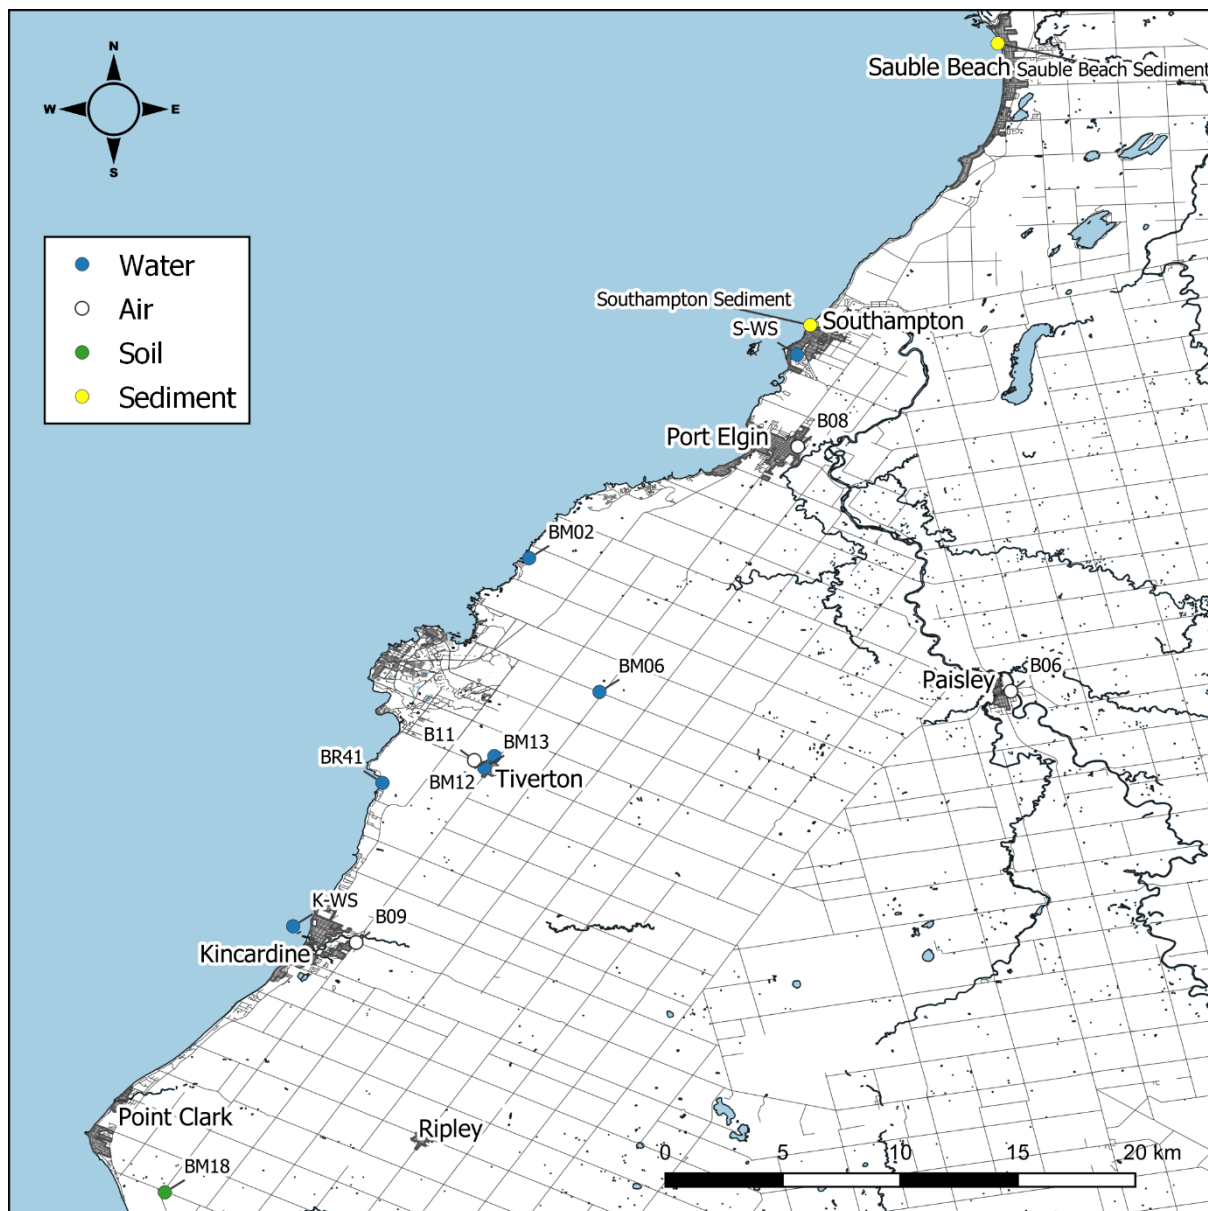 N
W E
S
Water
Air
Soil
Sediment
Sauble Beach
Sauble Beach Sediment
Southampton Sediment
Southampton
S-WS
Port Elgin
B08
BM02
BM06
Paisley
B06
B11
BM13
BR41
BM12
Tiverton
K-WS
B09
Kincardine
Point Clark
Ripley
BM18
0 5 10 15 20 km